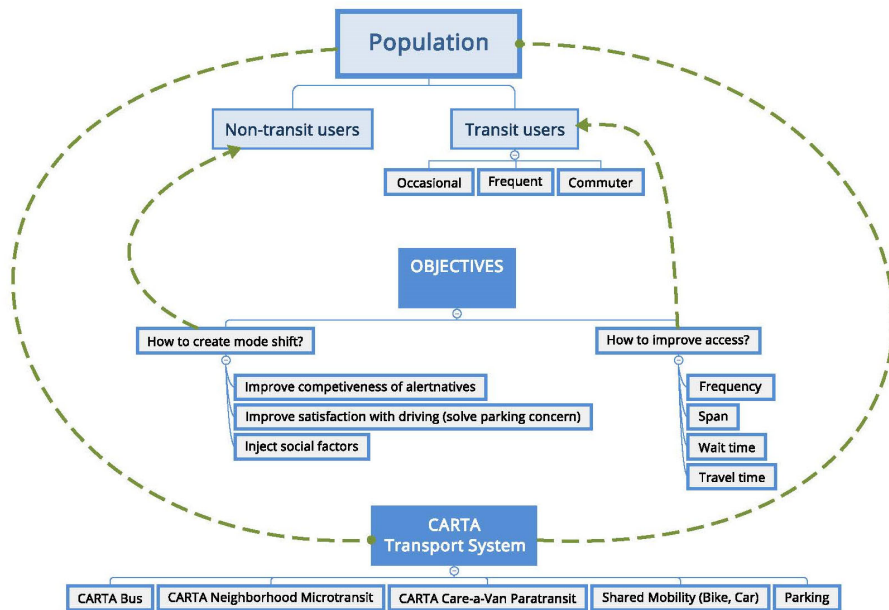 Population
Non-transit users
Transit users
Occasional
Frequent
Commuter
OBJECTIVES
How to create mode shift?
How to improve access?
Improve competiveness of alertnatives
Improve satisfaction with driving (solve parking concern)
Inject social factors
Frequency
Span
Wait time
Travel time
CARTA
Transport System
CARTA Bus
CARTA Neighborhood Microtransit
CARTA Care-a-Van Paratransit
Shared Mobility (Bike, Car)
Parking